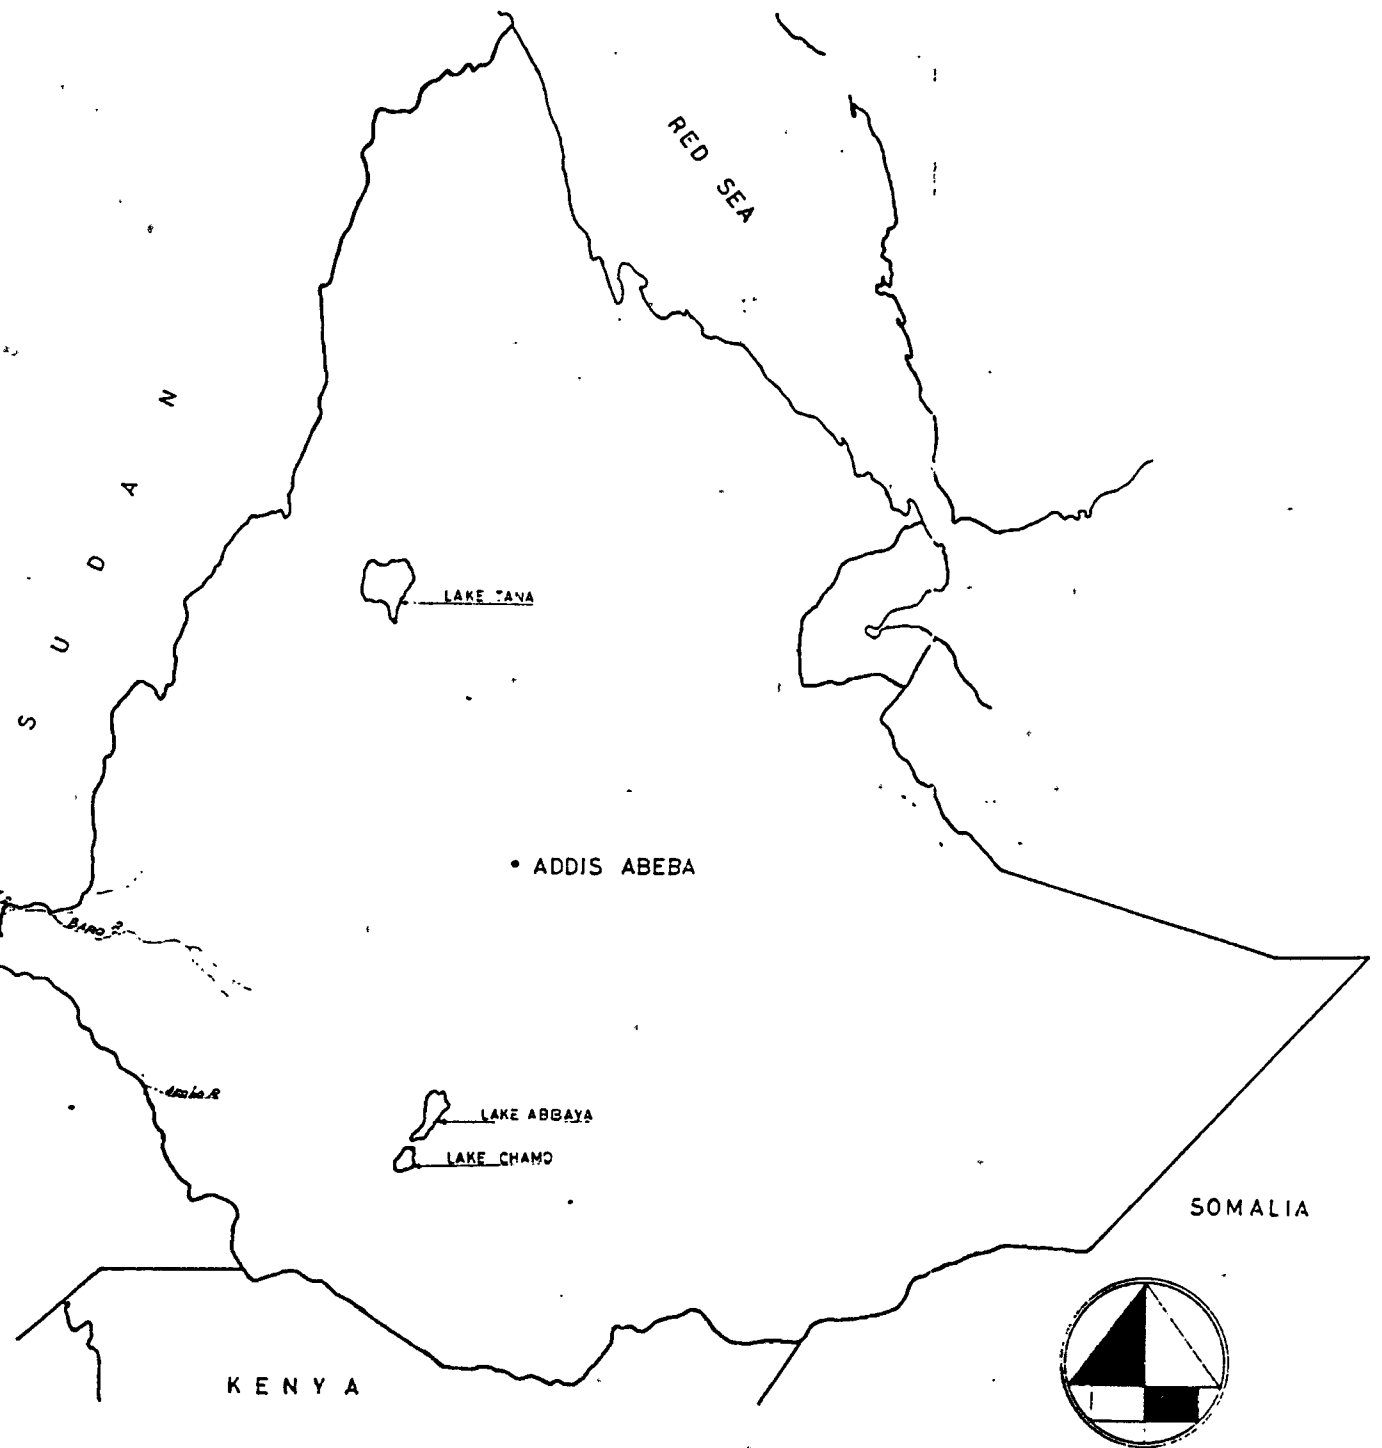 RED SEA
SUDAN
LAKE TANA
ADDIS ABEBA
BARO R
LAKE ABBAYA
LAKE CHAMO
SOMALIA
KENYA